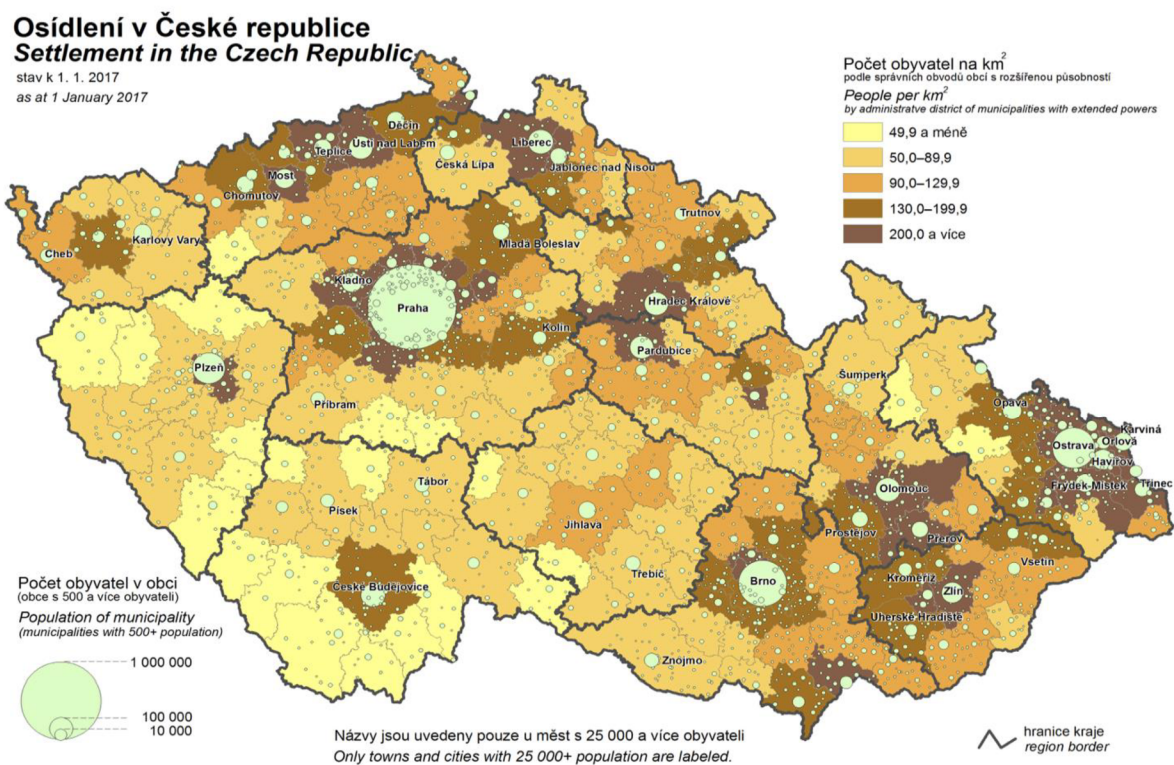 Osídlení v České republice
Settlement in the Czech Republic
stav k 1. 1. 2017
as at 1 January 2017
Počet obyvatel na km²
podle správních obvodů obcí s rozšířenou působností
People per km²
by administratve district of municipalities with extended powers
49,9 a méně
50,0–89,9
90,0–129,9
130,0–199,9
200,0 a více
Děčín
Teplice
Ústí nad Labem
Liberec
Česká Lípa
Jablonec nad Nisou
Most
Chomutov
Trutnov
Karlovy Vary
Mladá Boleslav
Cheb
Kladno
Praha
Hradec Králové
Kolín
Pardubice
Plzeň
Šumperk
Příbram
Opava
Karviná
Orlová
Ostrava
Havířov
Tábor
Frýdek-Místek
Třinec
Olomouc
Písek
Jihlava
Prostějov
Přerov
Vsetín
Třebíč
Kroměříž
Brno
České Budějovice
Zlín
Uherské Hradiště
Znojmo
Počet obyvatel v obci
(obce s 500 a více obyvateli)
Population of municipality
(municipalities with 500+ population)
1 000 000
100 000
10 000
Názvy jsou uvedeny pouze u měst s 25 000 a více obyvateli
Only towns and cities with 25 000+ population are labeled.
hranice kraje
region border